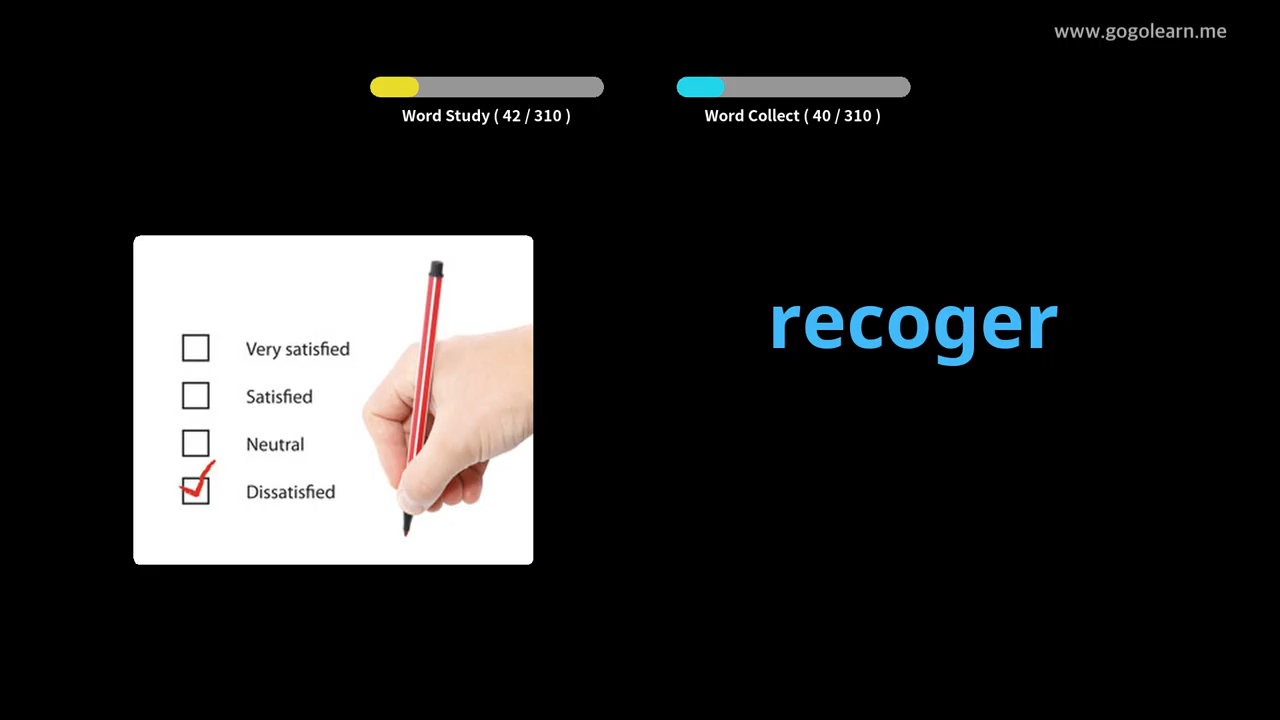 www.gogolearn.me
Word Study ( 42 / 310 )
Word Collect ( 40 / 310 )
Very satisfied
Satisfied
Neutral
Dissatisfied
recoger